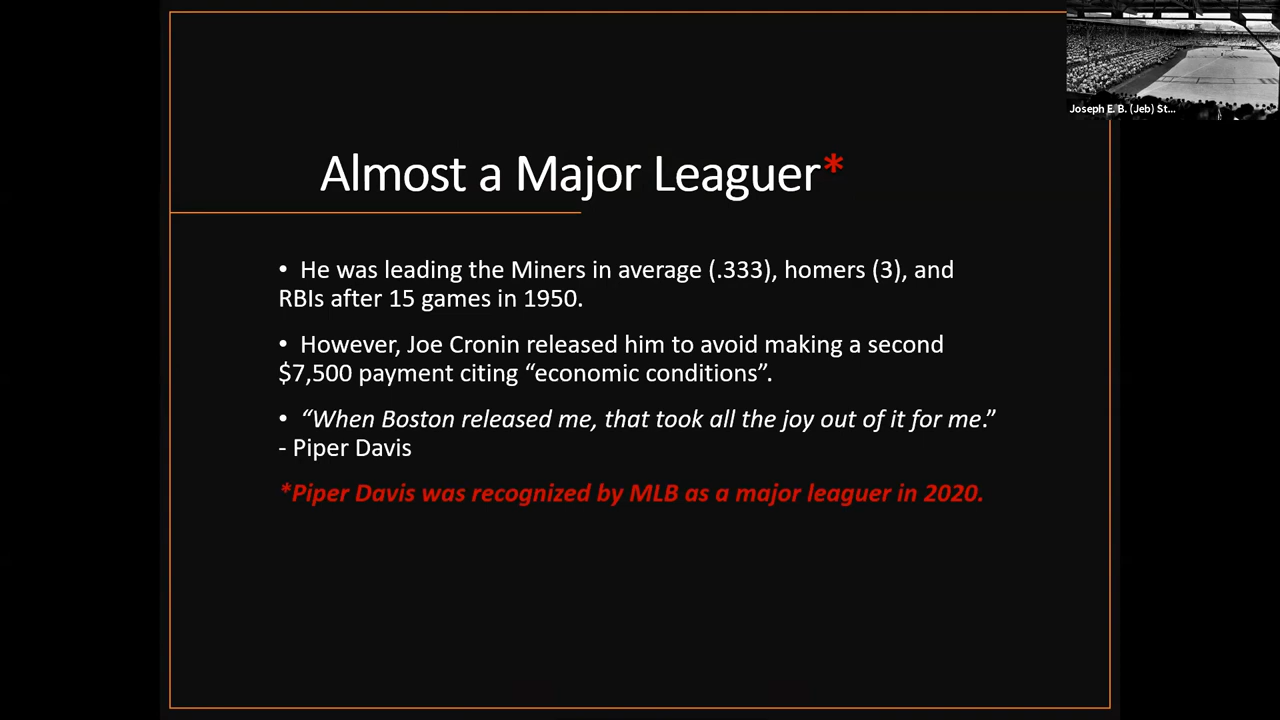 Joseph E. B. (Jeb) St...
Almost a Major Leaguer*
• He was leading the Miners in average (.333), homers (3), and
RBIs after 15 games in 1950.
• However, Joe Cronin released him to avoid making a second
$7,500 payment citing “economic conditions”.
• “When Boston released me, that took all the joy out of it for me.”
- Piper Davis
*Piper Davis was recognized by MLB as a major leaguer in 2020.